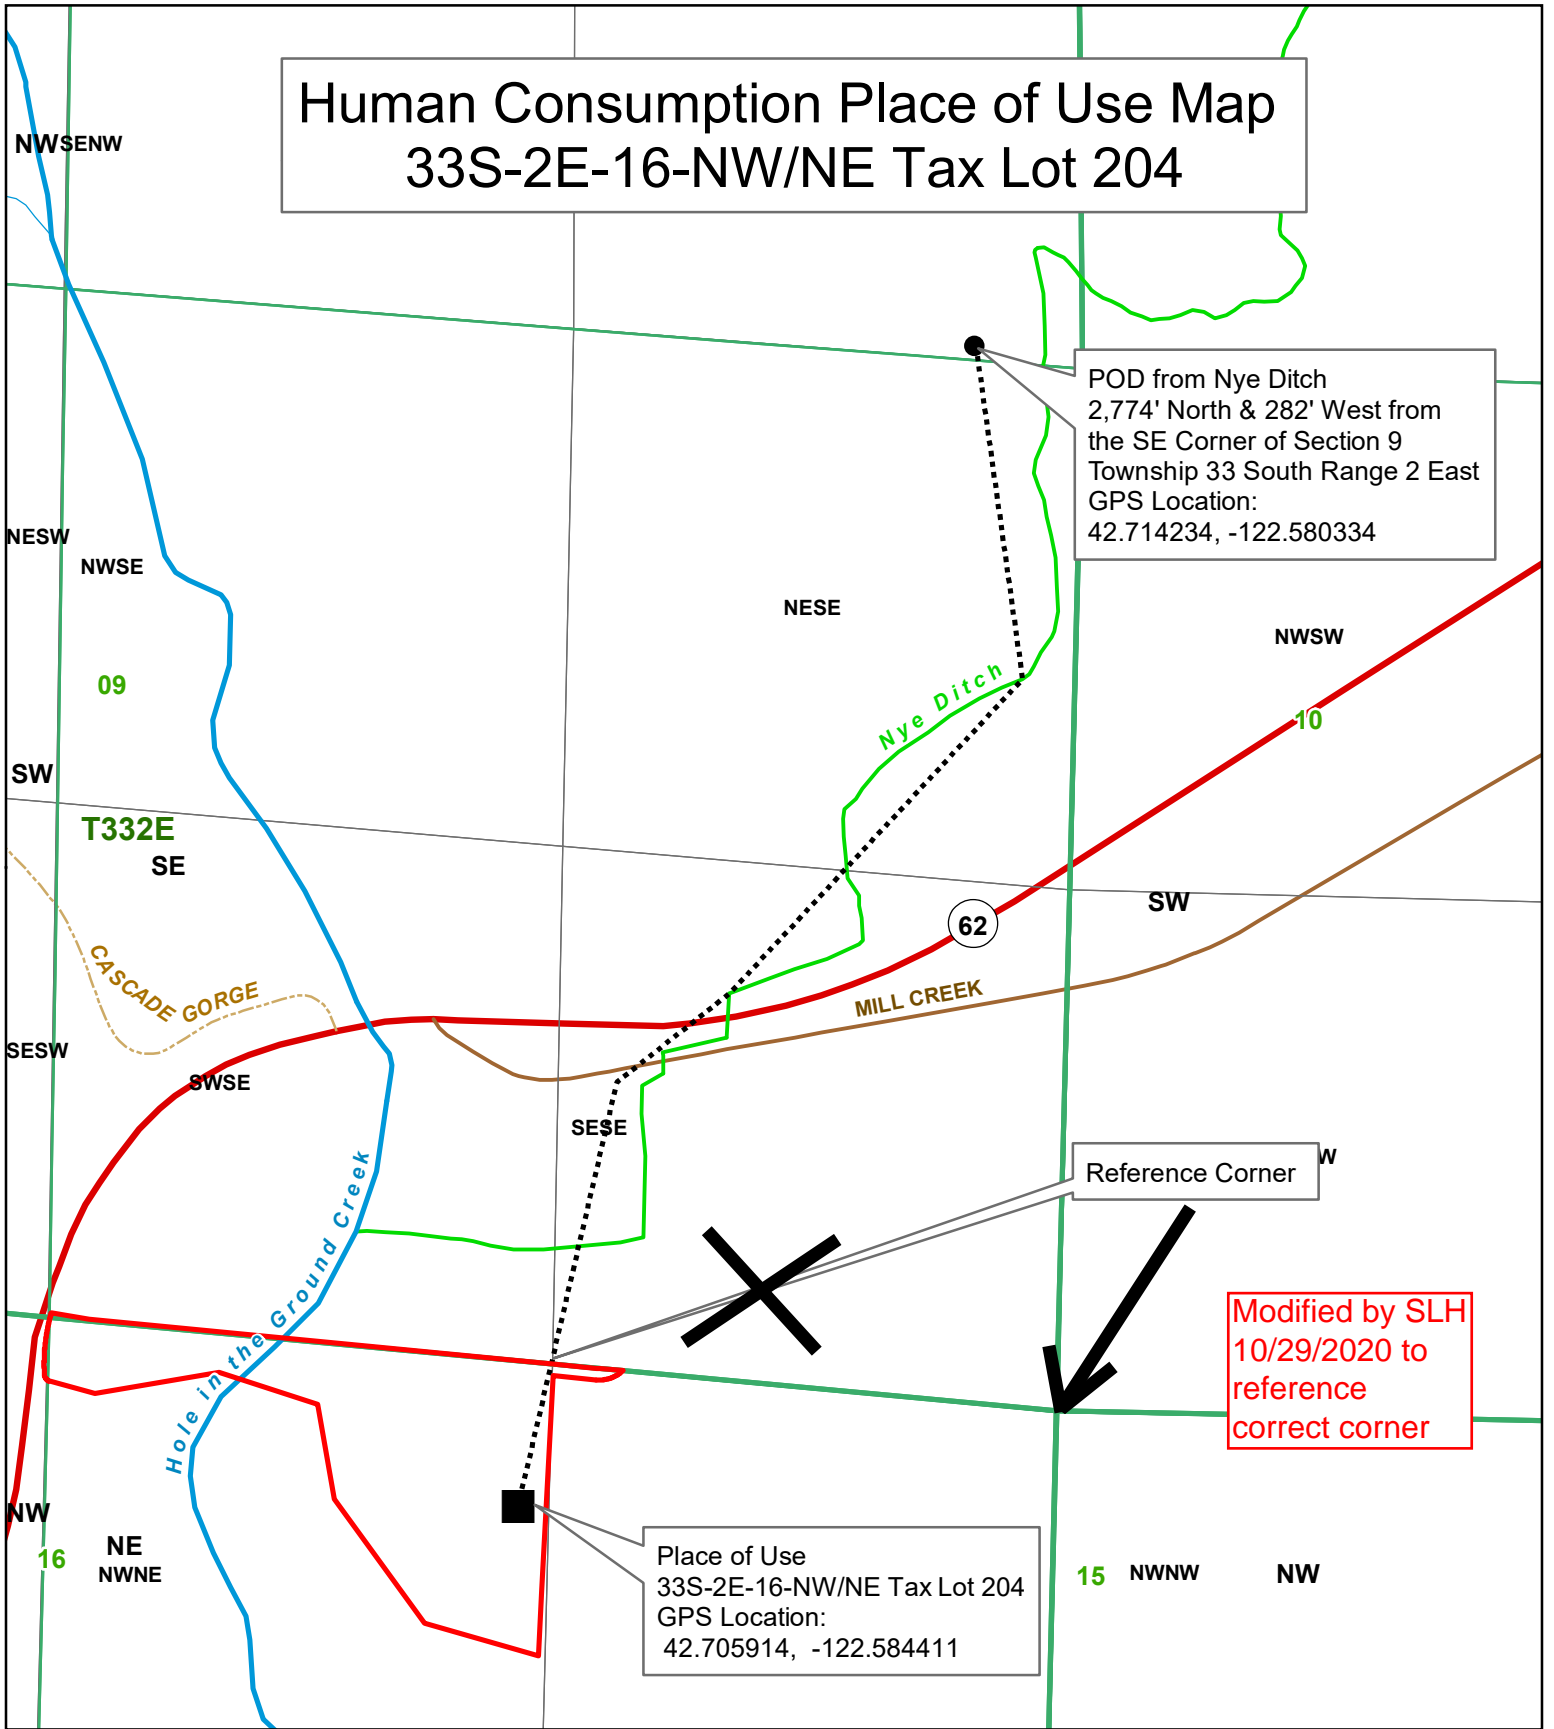 Human Consumption Place of Use Map
33S-2E-16-NW/NE Tax Lot 204
NW SENW
POD from Nye Ditch
2,774' North & 282' West from
the SE Corner of Section 9
Township 33 South Range 2 East
GPS Location:
42.714234, -122.580334
NESW
NWSE
NESE
NWSW
09
Nye Ditch
10
SW
T332E
SE
SW
62
CASCADE GORGE
MILL CREEK
SESW
SWSE
SESE
Reference Corner
W
Hole in the Ground Creek
Modified by SLH
10/29/2020 to
reference
correct corner
NW
16
NE
NWNE
Place of Use
33S-2E-16-NW/NE Tax Lot 204
GPS Location:
42.705914, -122.584411
15
NWNW
NW